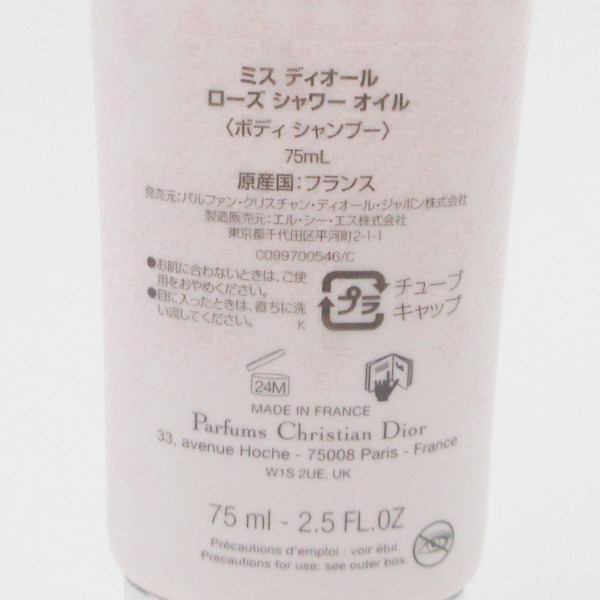 ミス ディオール
ローズ シャワー オイル
〈ボディ シャンプー〉
75mL
原産国：フランス
発売元：パルファン・クリスチャン・ディオール・ジャポン株式会社
製造販売元：エル・シー・エス株式会社
東京都千代田区平河町2-1-1
C099700546/C
●お肌に合わないときは、ご使
用をおやめください。
●目に入ったときは、直ちに洗
い流してください。
K
プラ
チューブ
キャップ
24M
MADE IN FRANCE
Parfums Christian Dior
33, avenue Hoche - 75008 Paris - France
W1S 2UE, UK
75 ml - 2.5 FL.OZ
Précautions d'emploi : voir étui.
Precautions for use: see outer box.